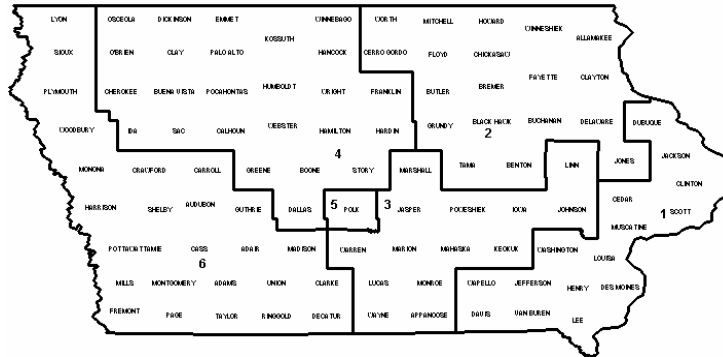 LYON OSCEOLA DICKINSON EMMET WINNEBAGO WORTH MITCHELL HOWARD WINNESHIEK ALLAMAKEE
KOSSUTH
SIOUX O'BRIEN CLAY PALO ALTO HANCOCK CERRO GORDO FLOYD CHICKASAW
PLYMOUTH CHEROKEE BUENA VISTA POCAHONTAS HUMBOLDT WRIGHT FRANKLIN BUTLER BREMER FAYETTE CLAYTON
WOODBURY IDA SAC CALHOUN WEBSTER HAMILTON HARDIN GRUNDY BLACK HAWK BUCHANAN DELAWARE DUBUQUE
2
4
MONONA CRAWFORD CARROLL GREENE BOONE STORY MARSHALL TAMA BENTON LINN JONES JACKSON
CLINTON
HARRISON SHELBY AUDUBON GUTHRIE DALLAS 5 POLK 3 JASPER POWESHIEK IOWA JOHNSON CEDAR SCOTT
1
MUSCATINE
POTTAWATTAMIE CASS ADAIR MADISON WARREN MARION MAHASKA KEOKUK WASHINGTON LOUISA
6
MILLS MONTGOMERY ADAMS UNION CLARKE LUCAS MONROE WAPELLO JEFFERSON HENRY DES MOINES
FREMONT PAGE TAYLOR RINGGOLD DECATUR WAYNE APPANOOSE DAVIS VAN BUREN LEE